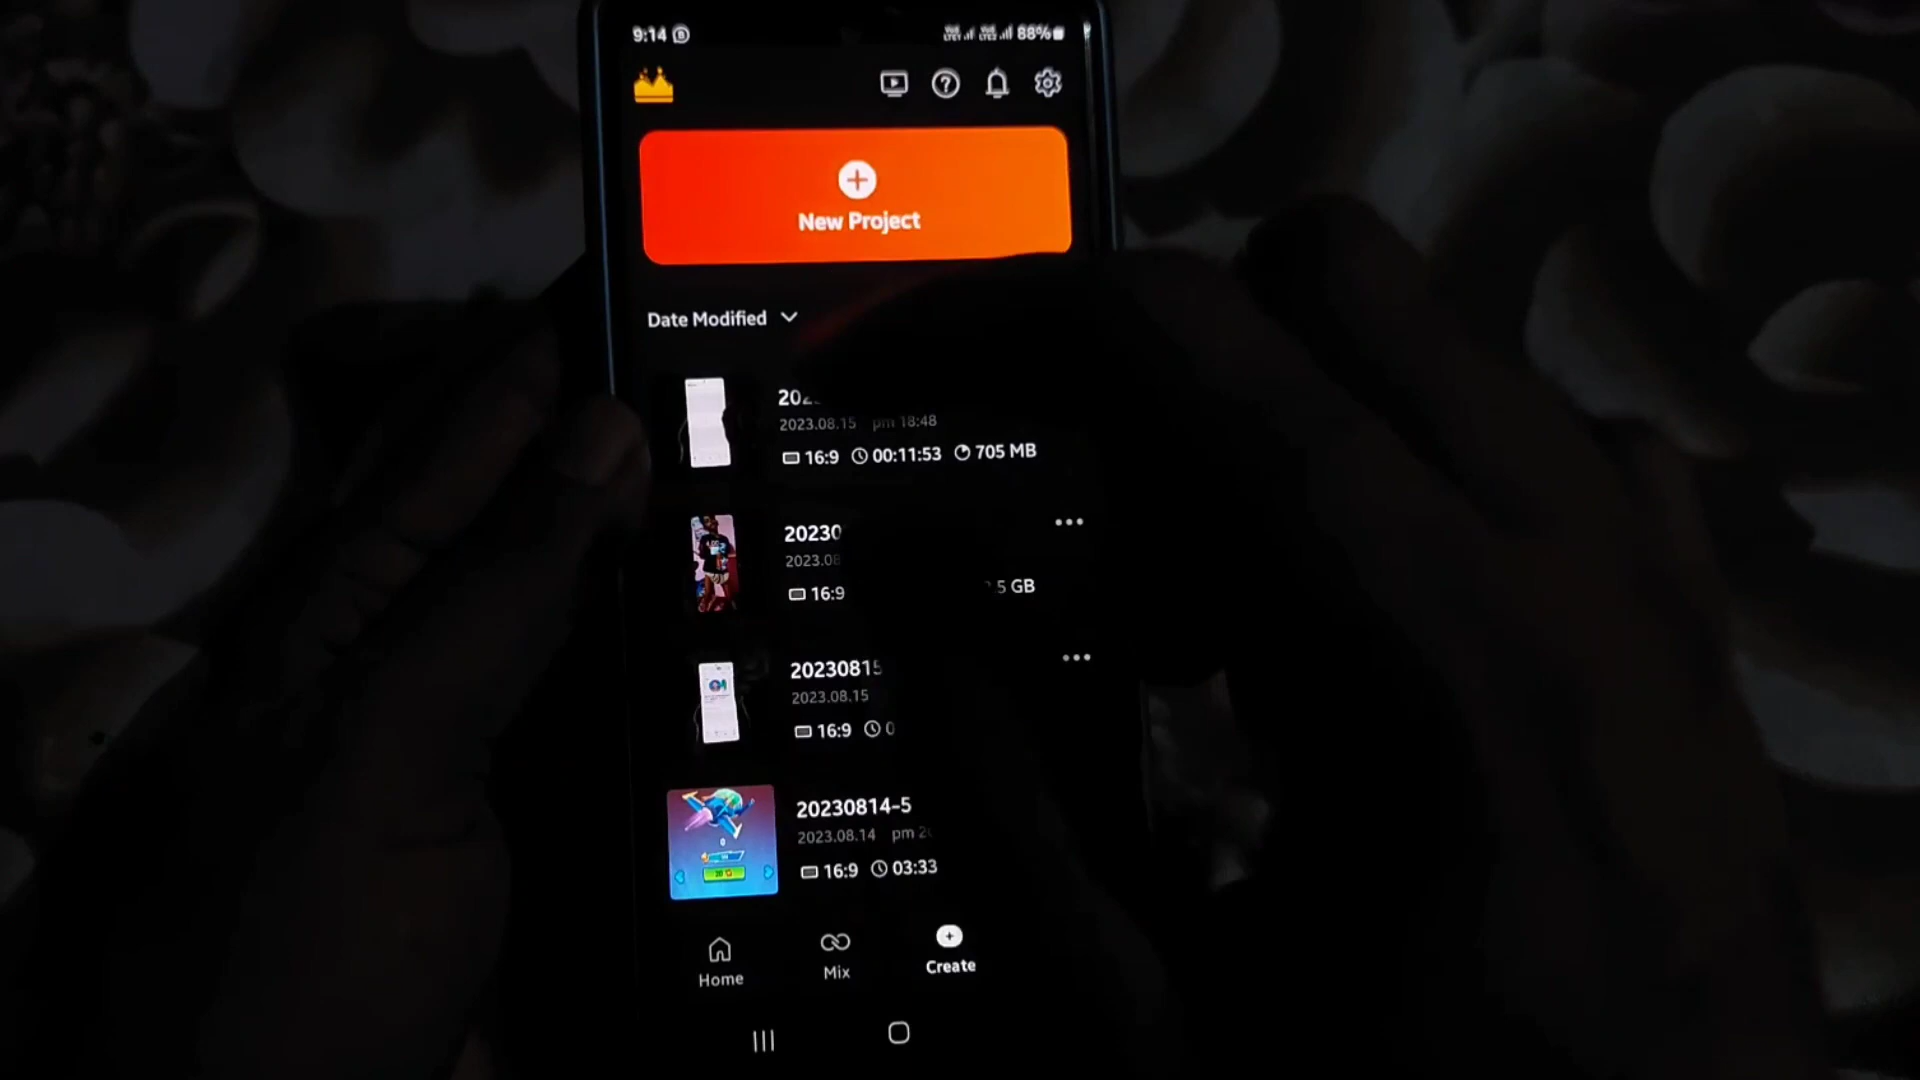 9:14 88%
New Project
Date Modified
2023.08.15 pm 18:48
16:9 00:11:53 705 MB
20230
2023.08
16:9 5 GB
20230815
2023.08.15
16:9 0
20230814-5
2023.08.14 pm
16:9 03:33
Home
Mix
Create